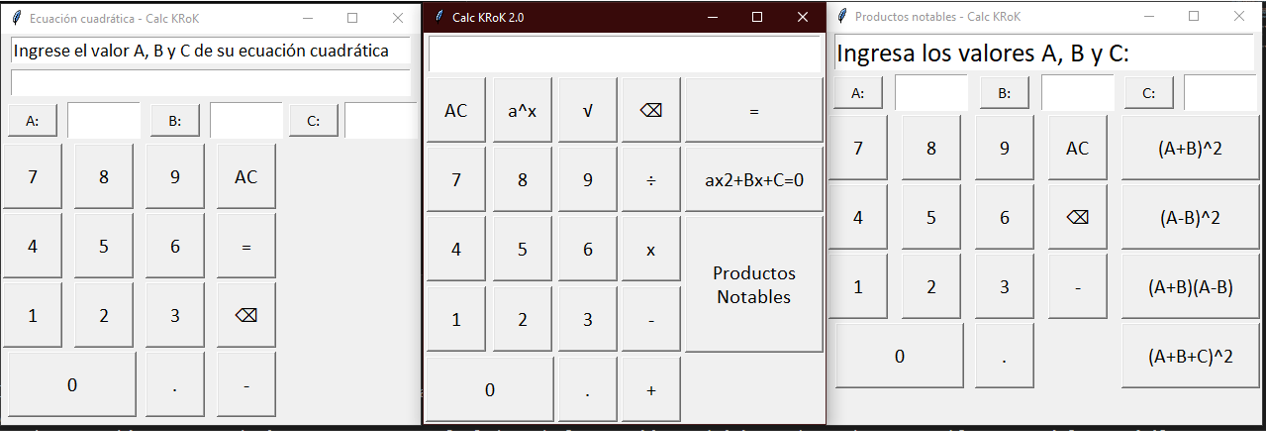 Ecuación cuadrática - Calc KRoK
Ingrese el valor A, B y C de su ecuación cuadrática
A: B: C:
7 8 9 AC
4 5 6 =
1 2 3 ⌫
0 . -
Calc KRoK 2.0
AC a^x √ ⌫ =
7 8 9 ÷ ax2+Bx+C=0
4 5 6 x
Productos
Notables
1 2 3 -
0 . +
Productos notables - Calc KRoK
Ingresa los valores A, B y C:
A: B: C:
7 8 9 AC (A+B)^2
4 5 6 ⌫ (A-B)^2
1 2 3 - (A+B)(A-B)
0 . (A+B+C)^2